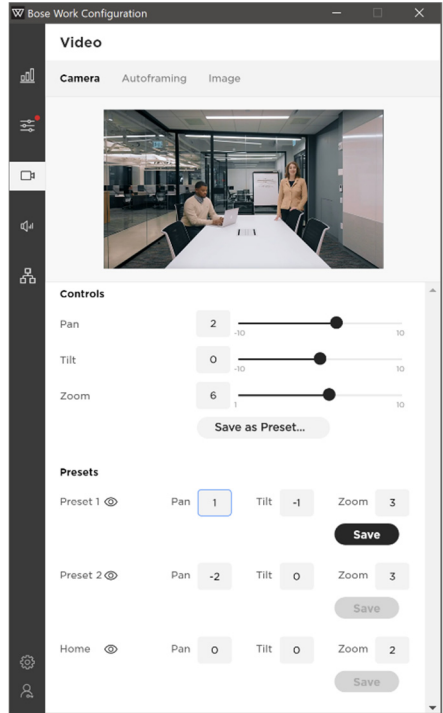 Bose Work Configuration
Video
Camera Autoframing Image
Controls
Pan 2 -10 10
Tilt 0 -10 10
Zoom 6 1 10
Save as Preset...
Presets
Preset 1 Pan 1 Tilt -1 Zoom 3
Save
Preset 2 Pan -2 Tilt 0 Zoom 3
Save
Home Pan 0 Tilt 0 Zoom 2
Save